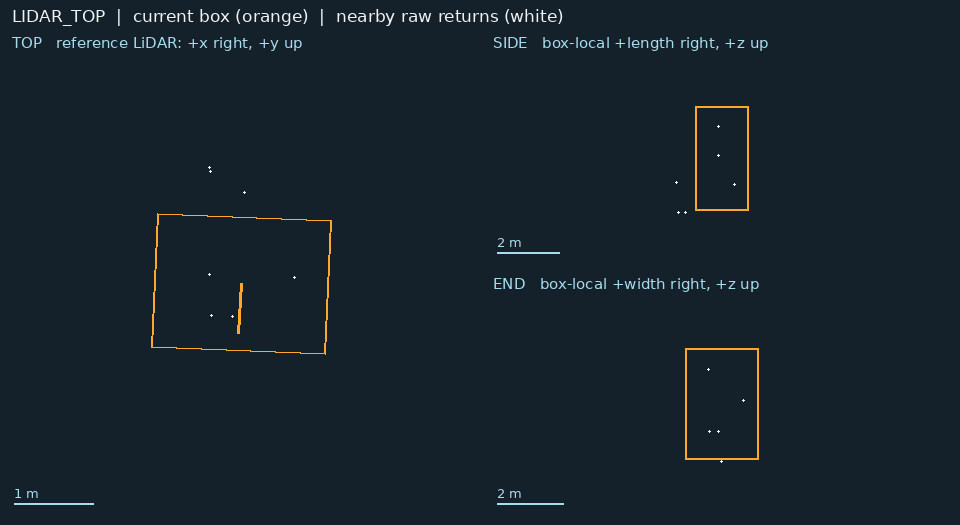 LIDAR_TOP | current box (orange) | nearby raw returns (white)
TOP reference LiDAR: +x right, +y up
SIDE box-local +length right, +z up
2 m
END box-local +width right, +z up
1 m
2 m